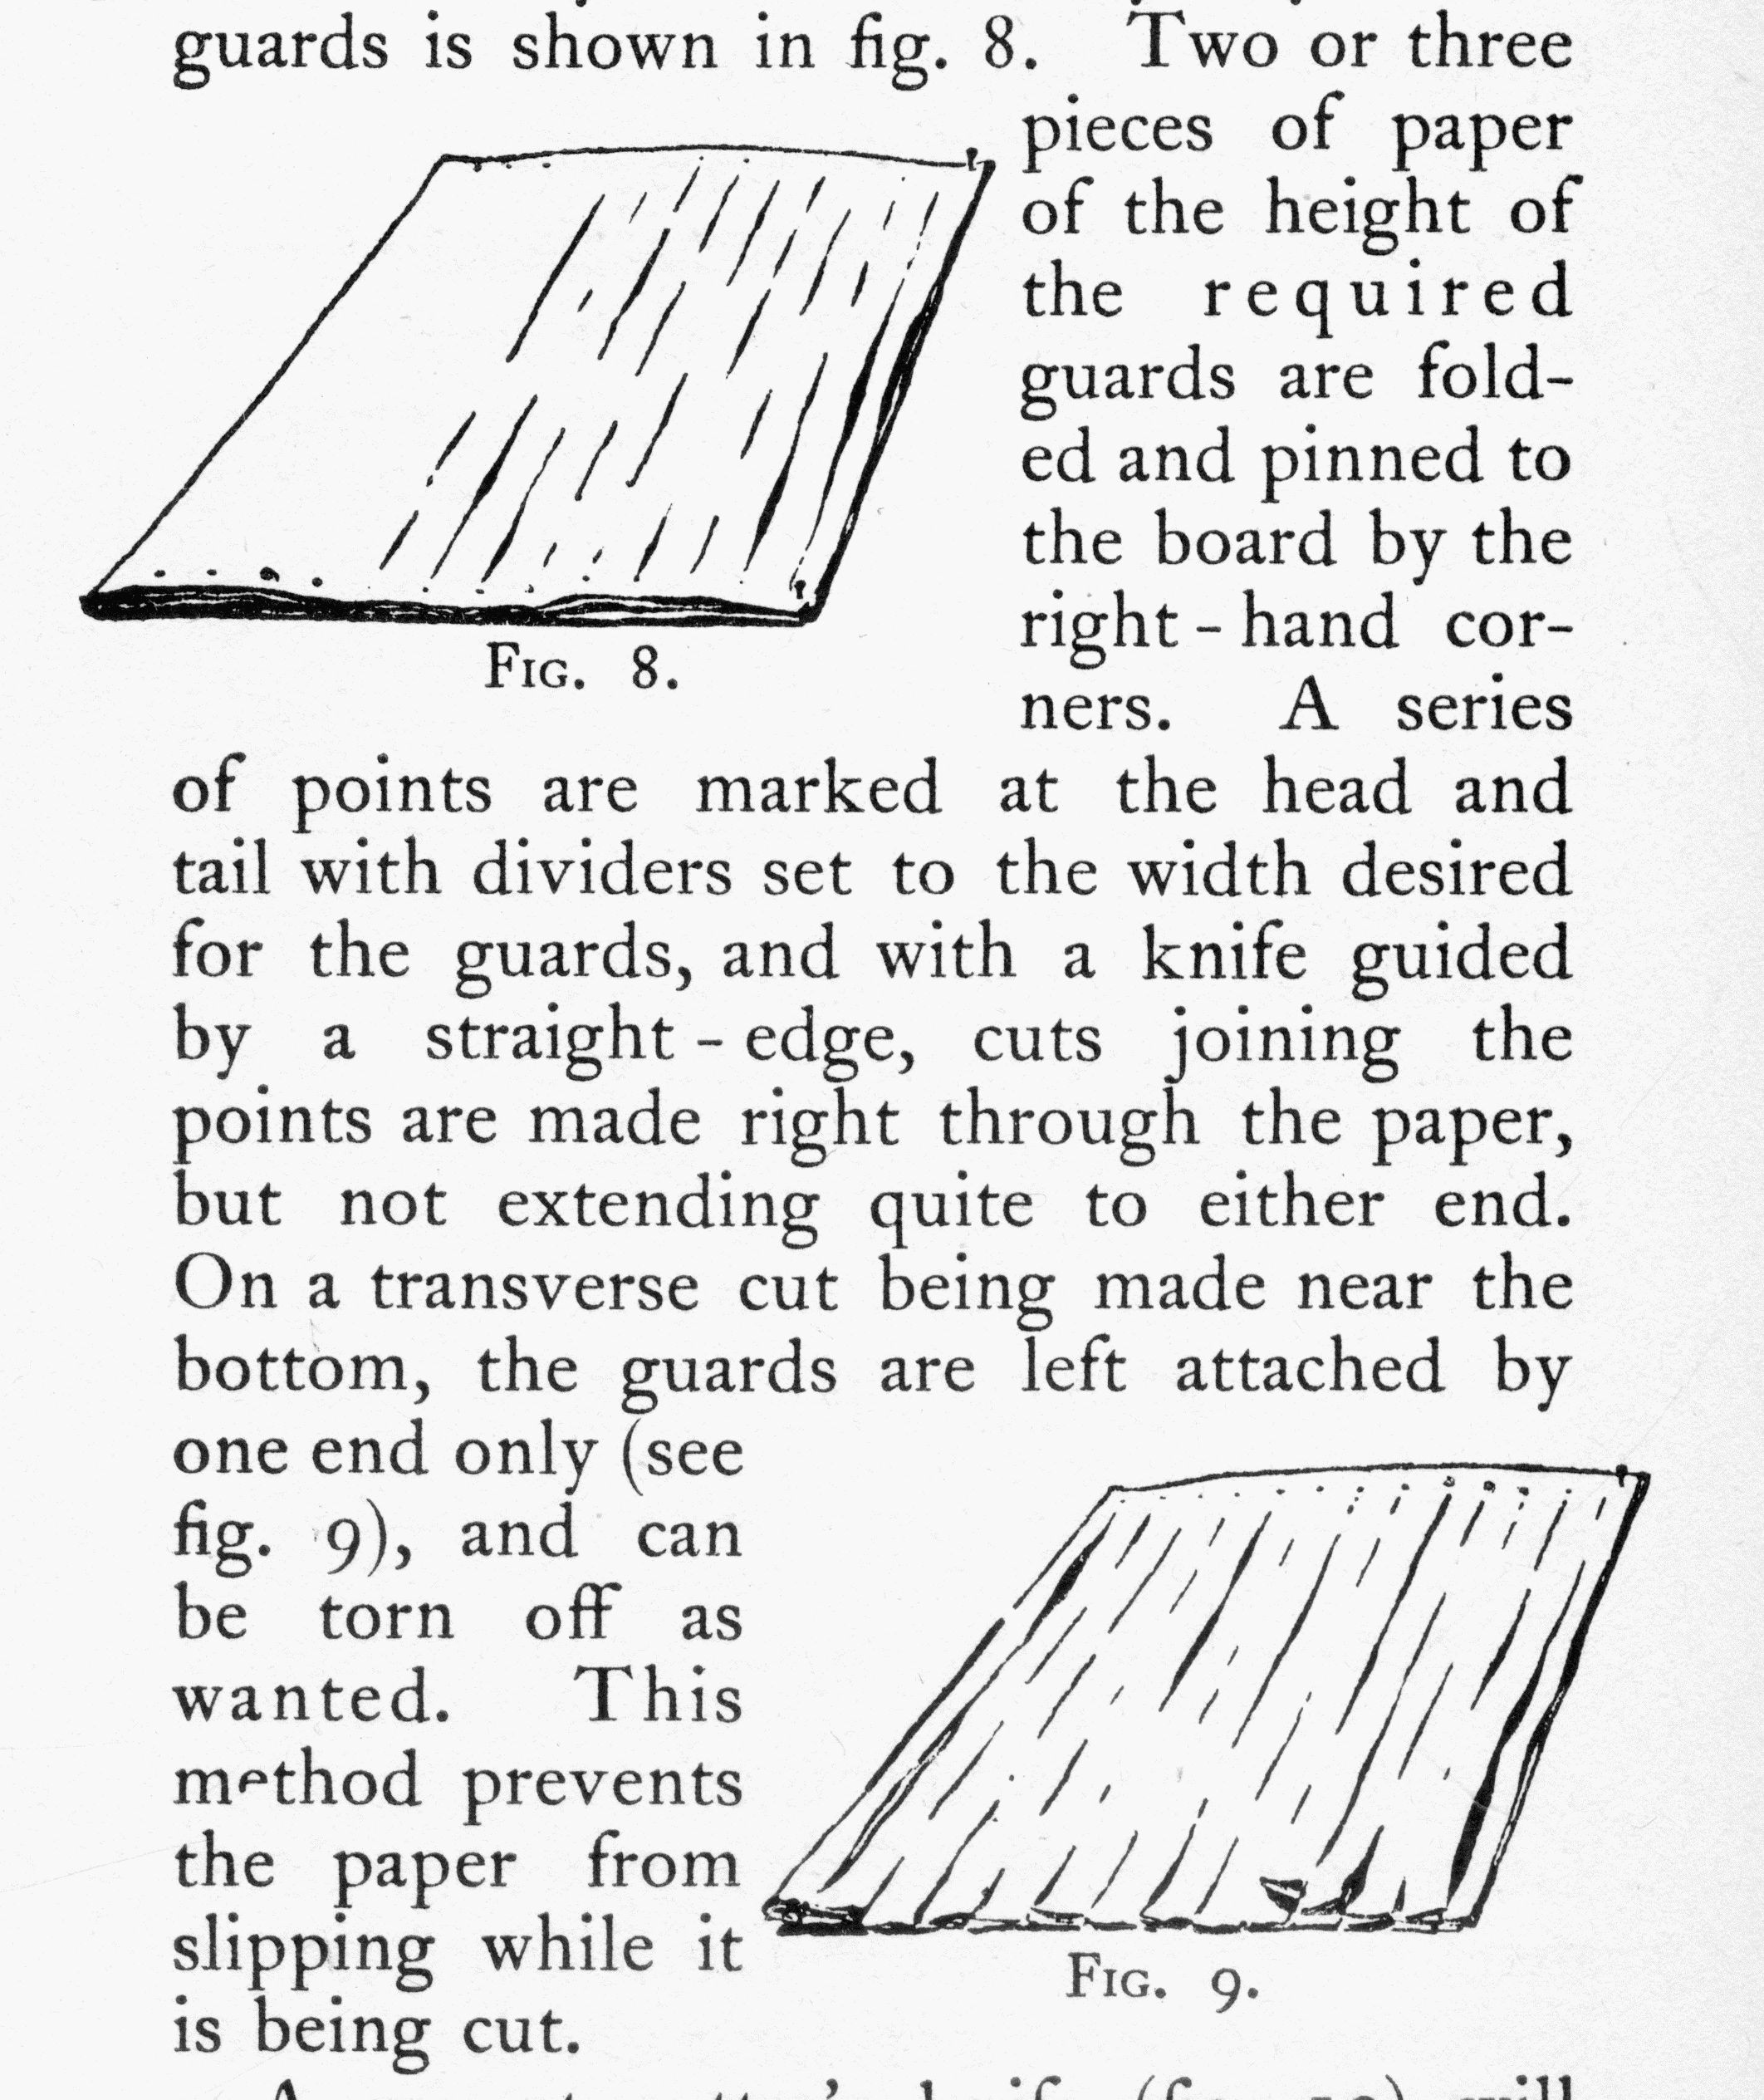 guards is shown in fig. 8. Two or three
pieces of paper
of the height of
the required
guards are fold-
ed and pinned to
the board by the
right-hand cor-
ners. A series
FIG. 8.
of points are marked at the head and
tail with dividers set to the width desired
for the guards, and with a knife guided
by a straight-edge, cuts joining the
points are made right through the paper,
but not extending quite to either end.
On a transverse cut being made near the
bottom, the guards are left attached by
one end only (see
fig. 9), and can
be torn off as
wanted. This
method prevents
the paper from
slipping while it
is being cut.
FIG. 9.